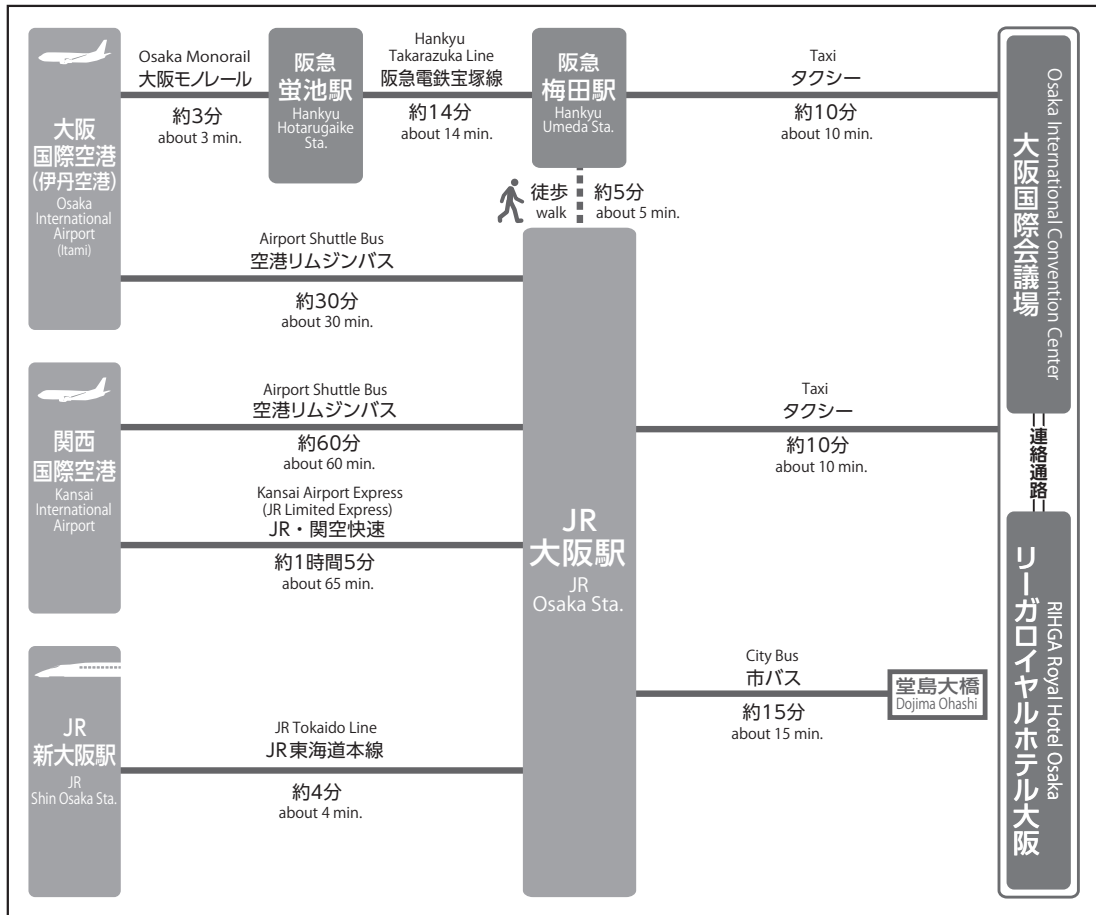 大阪
国際空港
(伊丹空港)
Osaka
International
Airport
(Itami)
Osaka Monorail
大阪モノレール
約3分
about 3 min.
阪急
蛍池駅
Hankyu
Hotarugaike
Sta.
Hankyu
Takarazuka Line
阪急電鉄宝塚線
約14分
about 14 min.
阪急
梅田駅
Hankyu
Umeda Sta.
Taxi
タクシー
約10分
about 10 min.
徒歩
walk
約5分
about 5 min.
Airport Shuttle Bus
空港リムジンバス
約30分
about 30 min.
関西
国際空港
Kansai
International
Airport
Airport Shuttle Bus
空港リムジンバス
約60分
about 60 min.
Kansai Airport Express
(JR Limited Express)
JR・関空快速
約1時間5分
about 65 min.
JR
新大阪駅
JR
Shin Osaka Sta.
JR Tokaido Line
JR東海道本線
約4分
about 4 min.
JR
大阪駅
JR
Osaka Sta.
Taxi
タクシー
約10分
about 10 min.
City Bus
市バス
約15分
about 15 min.
堂島大橋
Dojima Ohashi
大阪国際会議場
Osaka International Convention Center
連絡通路
リーガロイヤルホテル大阪
RIHGA Royal Hotel Osaka